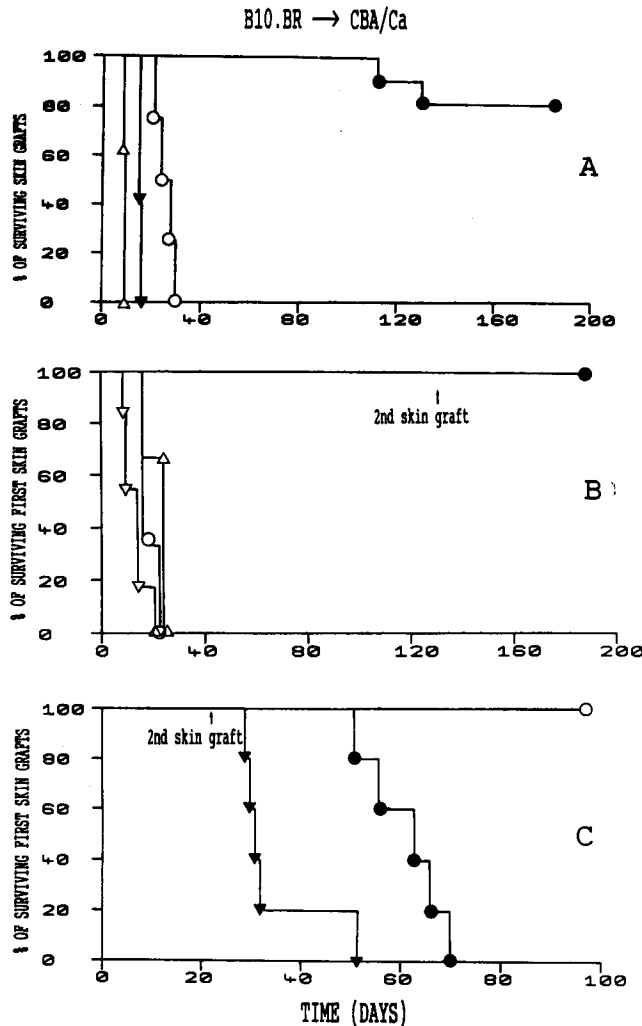 B10.BR → CBA/Ca
% OF SURVIVING SKIN GRAFTS
100
80
60
40
20
0
A
0 40 80 120 160 200
% OF SURVIVING FIRST SKIN GRAFTS
100
80
60
40
20
0
2nd skin graft
B
0 40 80 120 160 200
% OF SURVIVING FIRST SKIN GRAFTS
100
80
60
40
20
0
2nd skin graft
C
0 20 40 60 80 100
TIME (DAYS)